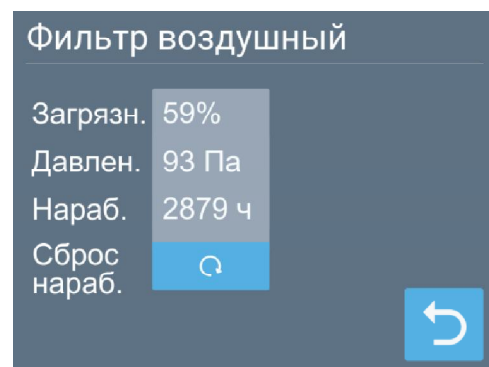 Фильтр воздушный
Загрязн. 59%
Давлен. 93 Па
Нараб. 2879 ч
Сброс
нараб.